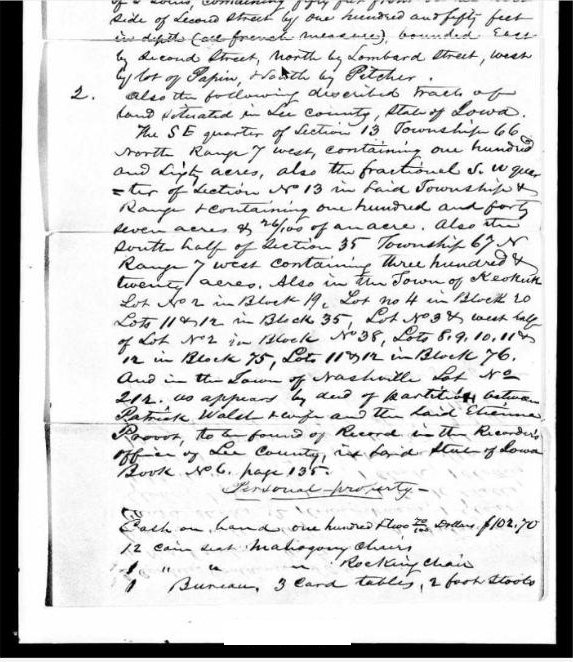 side of Second Street by one hundred and fifty feet
in depth (all french measure), bounded East
by Second Street, North by Lombard Street, west
by lot of Papin, & South by Pitcher.
2. Also the following described tracts of
land situated in Lee County, State of Iowa.
The SE quarter of Section 13 Township 66
North Range 7 west, containing one hundred
and Sixty acres, also the fractional S. W quar
=ter of Section No 13 in Said Township &
Range & containing one hundred and forty
seven acres & 26/100 of an acre. Also the
south half of Section 35 Township 67 N
Range 7 west containing three hundred &
twenty acres. Also in the Town of Keokuk
Lot No 2 in Block 19, Lot no 4 in Block 20
Lots 11 & 12 in Block 35, Lot No 3 & west half
of Lot No 2 in Block No 38, Lots 8, 9, 10, 11 &
12 in Block 75, Lots 11 & 12 in Block 76.
And in the Town of Nashville Lot No
212. as appears by deed of partition between
Patrick Walsh & wife and the Said Etienne
Provot, to be found of Record in the Recorder's
office of Lee County, in Said State of Iowa
Book No 6. page 135.
Personal property
Cash on hand one hundred & two 70/100 Dollars $102.70
12 cain seat Mahogony Chairs
1 " " " Rocking Chair
1 Bureau, 3 Card tables, 2 foot Stools